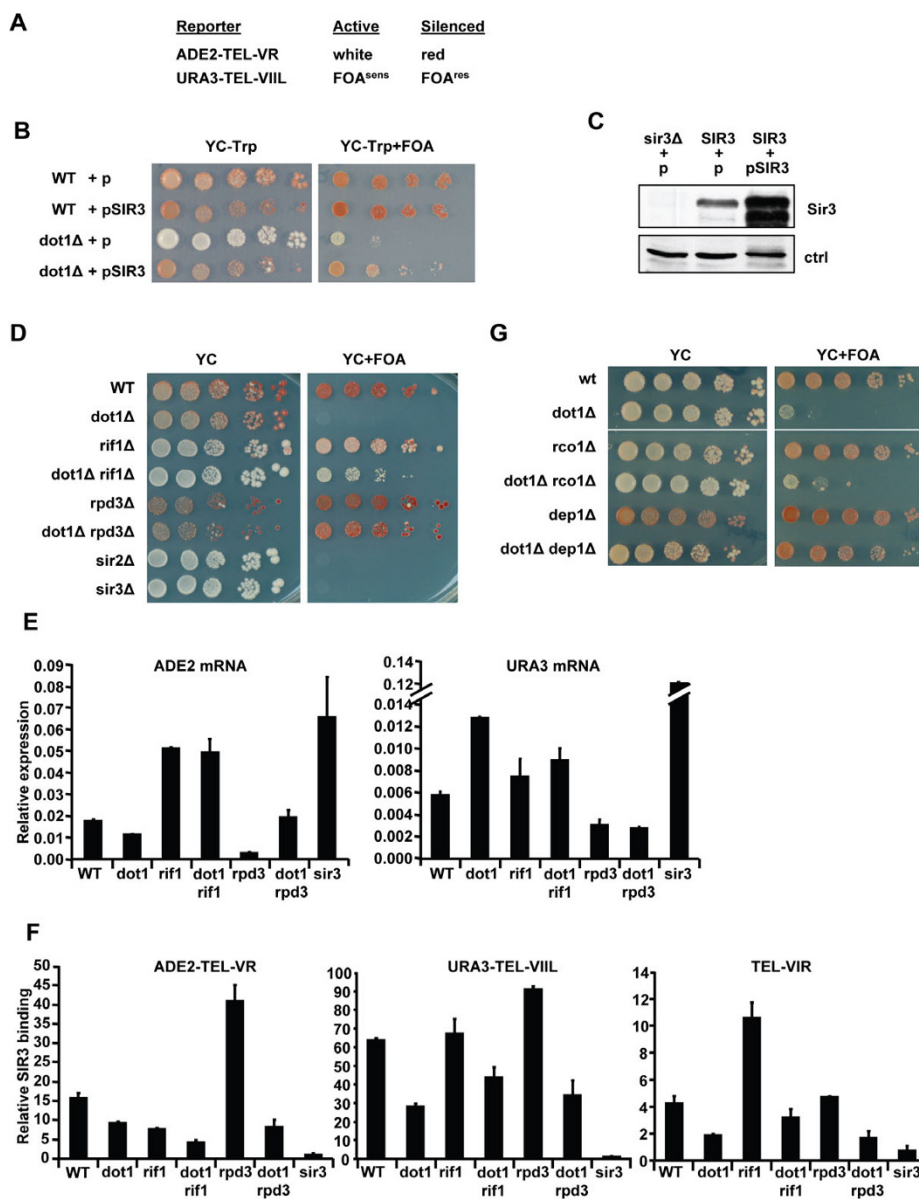 A
Reporter Active Silenced
ADE2-TEL-VR white red
URA3-TEL-VIIL FOAsens FOAres
B
YC-Trp YC-Trp+FOA
WT + p
WT + pSIR3
dot1Δ + p
dot1Δ + pSIR3
C
sir3Δ SIR3 SIR3
+ + +
p p pSIR3
Sir3
ctrl
D
YC YC+FOA
WT
dot1Δ
rif1Δ
dot1Δ rif1Δ
rpd3Δ
dot1Δ rpd3Δ
sir2Δ
sir3Δ
G
YC YC+FOA
wt
dot1Δ
rco1Δ
dot1Δ rco1Δ
dep1Δ
dot1Δ dep1Δ
E
ADE2 mRNA
Relative expression
0.09
0.08
0.07
0.06
0.05
0.04
0.03
0.02
0.01
0.00
WT dot1 rif1 dot1 rpd3 dot1 sir3
rif1 rpd3
URA3 mRNA
0.14
0.12
0.014
0.012
0.010
0.008
0.006
0.004
0.002
0.000
WT dot1 rif1 dot1 rpd3 dot1 sir3
rif1 rpd3
F
ADE2-TEL-VR
Relative SIR3 binding
50
45
40
35
30
25
20
15
10
5
0
WT dot1 rif1 dot1 rpd3 dot1 sir3
rif1 rpd3
URA3-TEL-VIIL
100
90
80
70
60
50
40
30
20
10
0
WT dot1 rif1 dot1 rpd3 dot1 sir3
rif1 rpd3
TEL-VIR
14
12
10
8
6
4
2
0
WT dot1 rif1 dot1 rpd3 dot1 sir3
rif1 rpd3